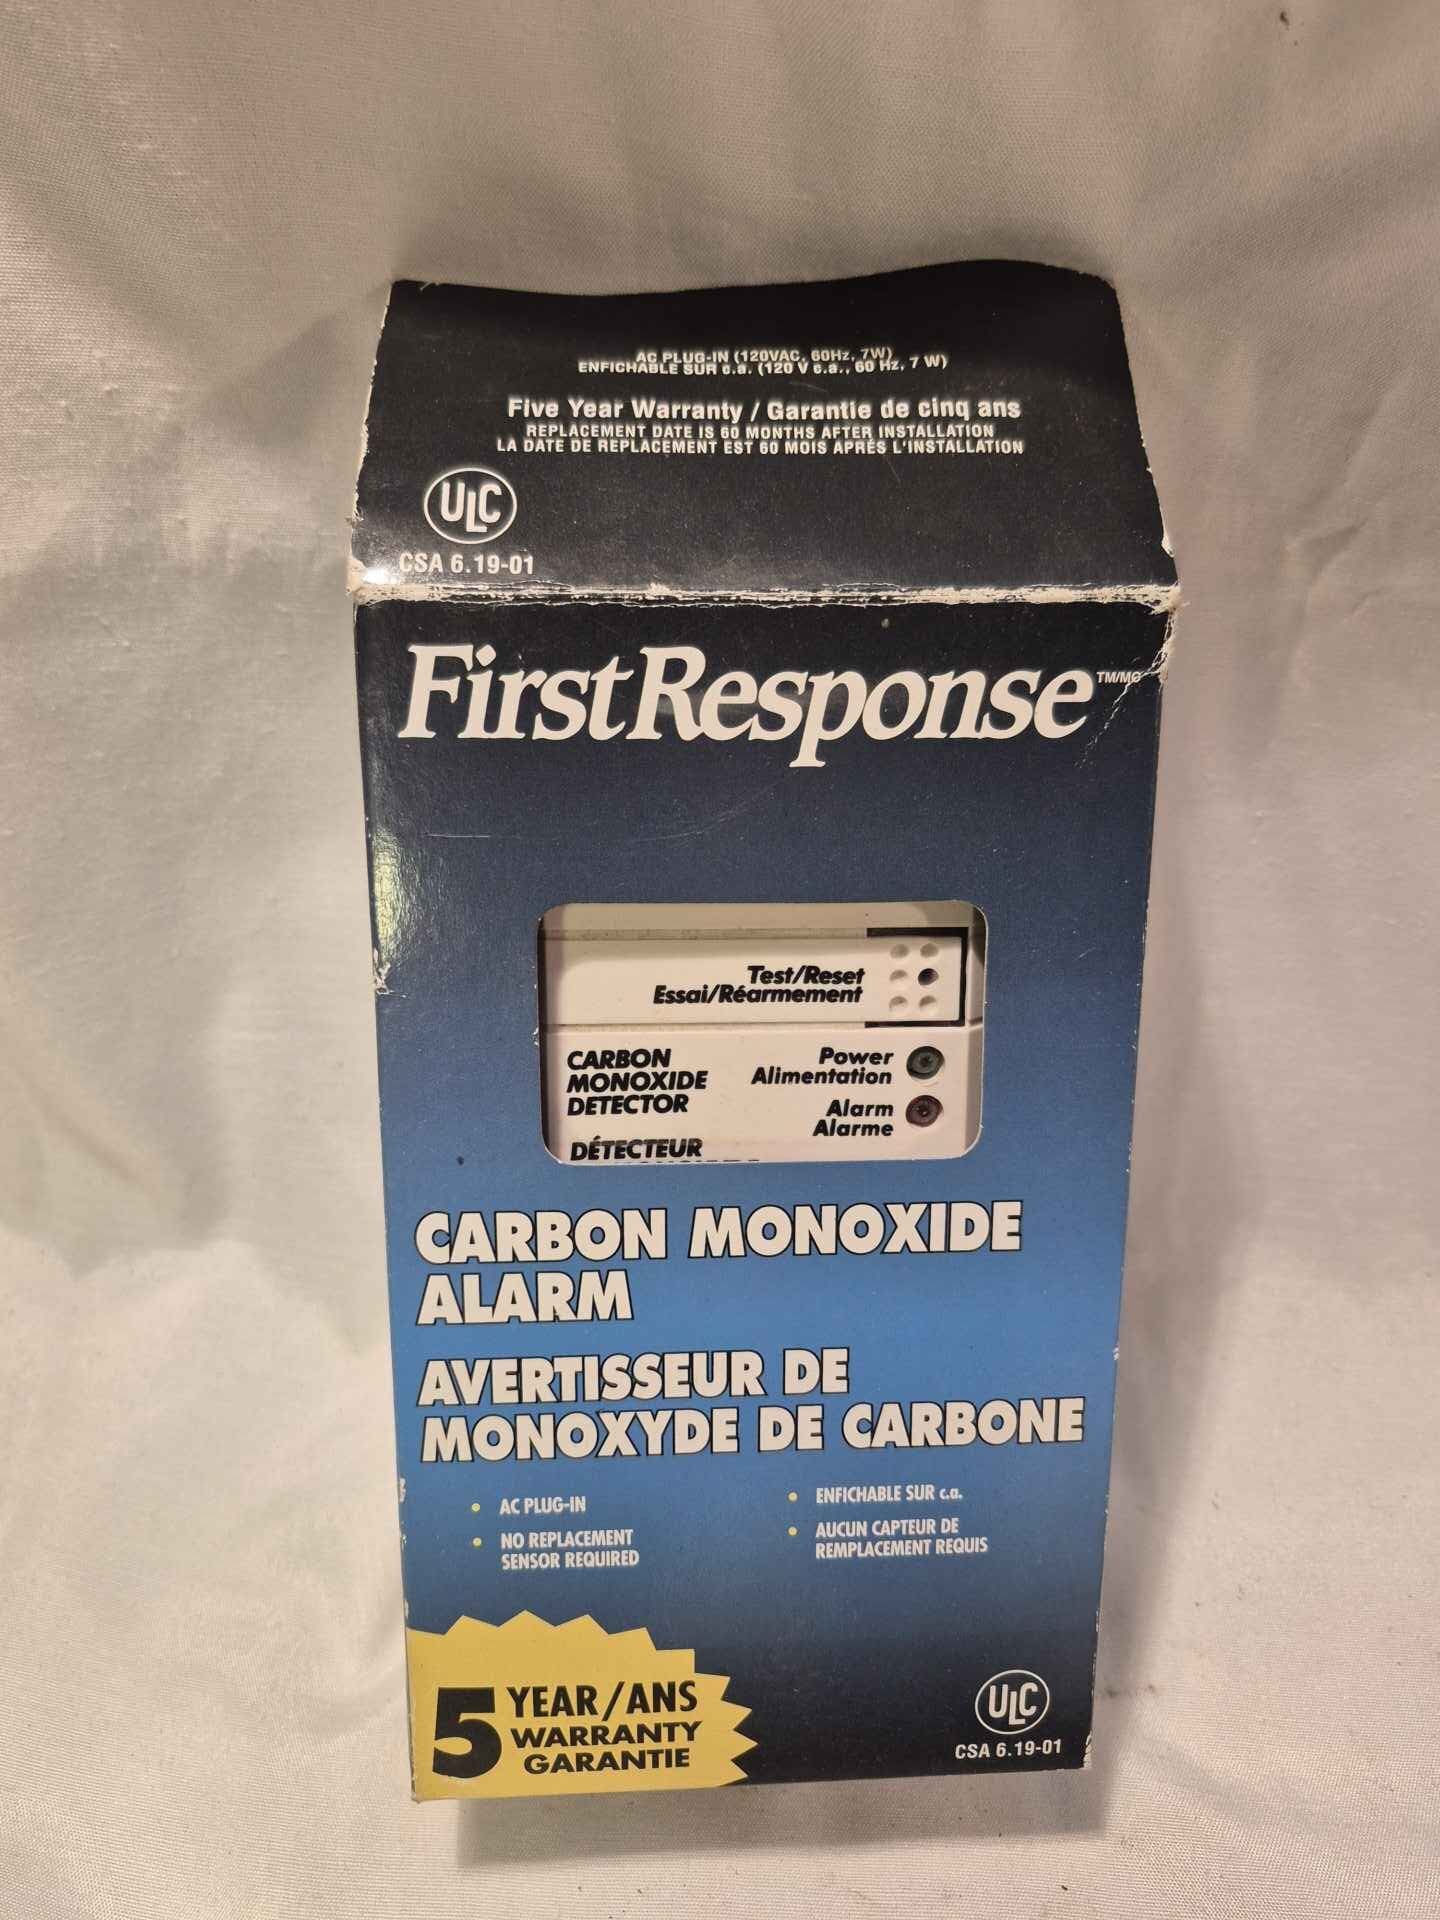 AC PLUG-IN (120VAC, 60Hz, 7W)
ENFICHABLE SUR c.a. (120 V c.a., 60 Hz, 7 W)
Five Year Warranty / Garantie de cinq ans
REPLACEMENT DATE IS 60 MONTHS AFTER INSTALLATION
LA DATE DE REPLACEMENT EST 60 MOIS APRÉS L'INSTALLATION
ULC
CSA 6.19-01
FirstResponse TM/MC
Test/Reset
Essai/Réarmement
CARBON
MONOXIDE
DETECTOR
DÉTECTEUR
Power
Alimentation
Alarm
Alarme
CARBON MONOXIDE
ALARM
AVERTISSEUR DE
MONOXYDE DE CARBONE
• AC PLUG-IN
• NO REPLACEMENT
SENSOR REQUIRED
• ENFICHABLE SUR c.a.
• AUCUN CAPTEUR DE
REMPLACEMENT REQUIS
5 YEAR/ANS
WARRANTY
GARANTIE
ULC
CSA 6.19-01